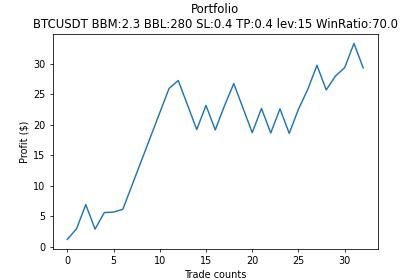 Portfolio
BTCUSDT BBM:2.3 BBL:280 SL:0.4 TP:0.4 lev:15 WinRatio:70.0
30
25
20
15
10
5
0
Profit ($)
0 5 10 15 20 25 30
Trade counts